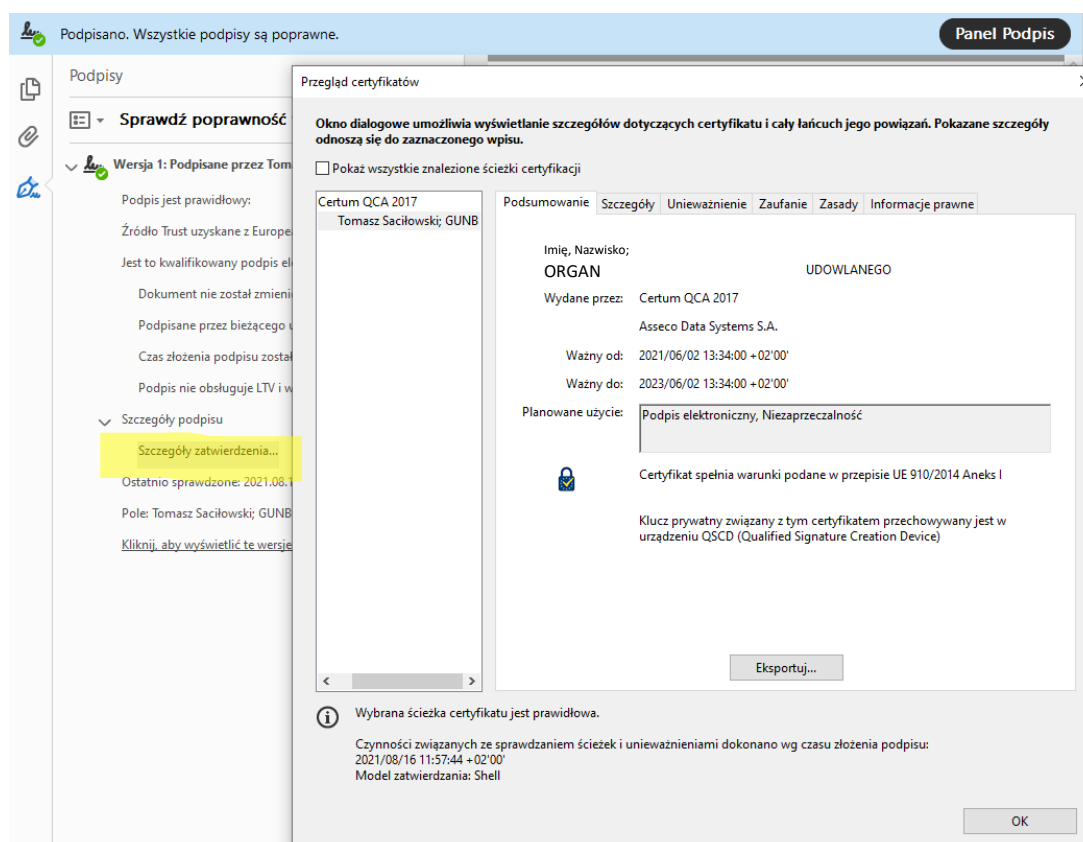 Podpisano. Wszystkie podpisy są poprawne.
Panel Podpis
Podpisy
Sprawdź poprawność
Wersja 1: Podpisane przez Tom
Podpis jest prawidłowy:
Źródło Trust uzyskane z Europe
Jest to kwalifikowany podpis el
Dokument nie został zmieni
Podpisane przez bieżącego u
Czas złożenia podpisu został
Podpis nie obsługuje LTV i w
Szczegóły podpisu
Szczegóły zatwierdzenia...
Ostatnio sprawdzone: 2021.08.1
Pole: Tomasz Saciłowski; GUNB
Kliknij, aby wyświetlić te wersje
Przegląd certyfikatów
Okno dialogowe umożliwia wyświetlanie szczegółów dotyczących certyfikatu i cały łańcuch jego powiązań. Pokazane szczegóły
odnoszą się do zaznaczonego wpisu.
Pokaż wszystkie znalezione ścieżki certyfikacji
Certum QCA 2017
Tomasz Saciłowski; GUNB
Podsumowanie Szczegóły Unieważnienie Zaufanie Zasady Informacje prawne
Imię, Nazwisko;
ORGAN UDOWLANEGO
Wydane przez: Certum QCA 2017
Asseco Data Systems S.A.
Ważny od: 2021/06/02 13:34:00 +02'00'
Ważny do: 2023/06/02 13:34:00 +02'00'
Planowane użycie: Podpis elektroniczny, Niezaprzeczalność
Certyfikat spełnia warunki podane w przepisie UE 910/2014 Aneks I
Klucz prywatny związany z tym certyfikatem przechowywany jest w
urządzeniu QSCD (Qualified Signature Creation Device)
Eksportuj...
Wybrana ścieżka certyfikatu jest prawidłowa.
Czynności związanych ze sprawdzaniem ścieżek i unieważnieniami dokonano wg czasu złożenia podpisu:
2021/08/16 11:57:44 +02'00'
Model zatwierdzania: Shell
OK